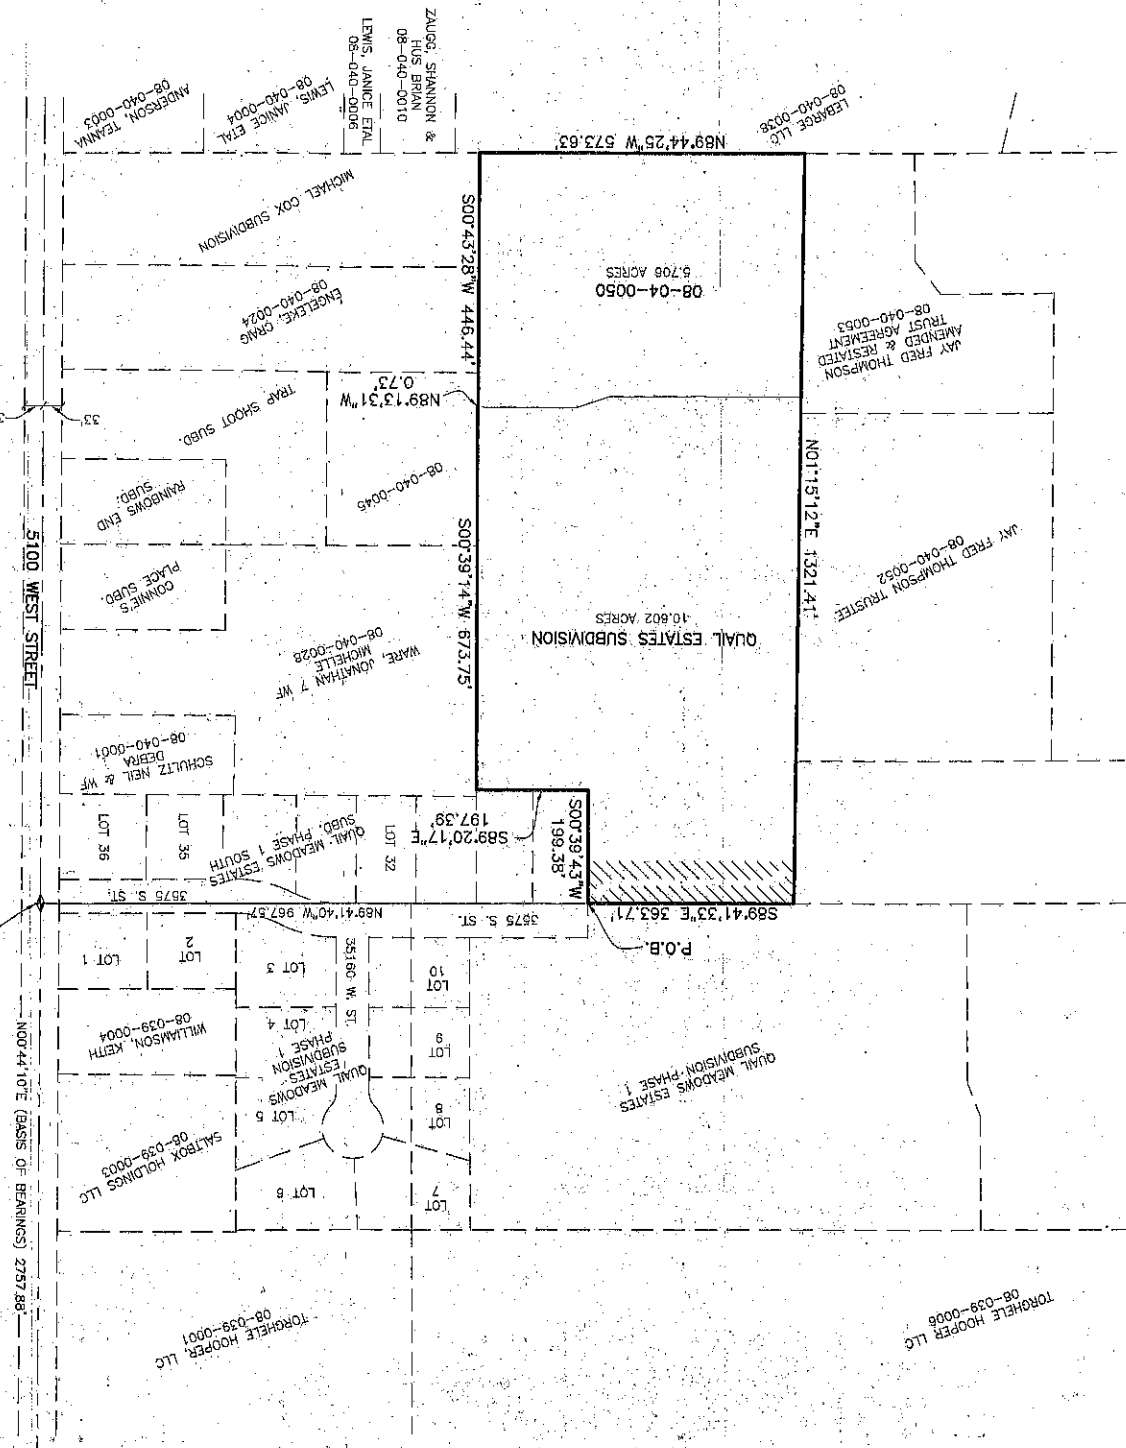 TORGHELE HOOPER LLC
08-039-0006
TORGHELE HOOPER, LLC
08-039-0001
N00°44'10"E (BASIS OF BEARINGS) 2757.88'
LOT 7
LOT 6
SALTBOX HOLDINGS LLC
08-039-0003
LOT
8
LOT 5
QUAIL MEADOWS ESTATES
SUBDIVISION PHASE 1
QUAIL MEADOWS
ESTATES
SUBDIVISION
PHASE 1
LOT
9
LOT 4
WILLIAMSON, KEITH
08-039-0004
LOT
10
35160 W. ST.
LOT 3
LOT
2
LOT 1
P.O.B.
S89°41'33"E 363.71'
3575 S. ST.
N89°41'40"W 967.57'
3575 S. ST.
S00°39'43"W
199.38'
S89°20'17"E
197.39'
LOT 32
QUAIL MEADOWS ESTATES
SUBD. PHASE 1 SOUTH
LOT 35
LOT 36
SCHULTZ NEIL & WF
DEBRA
08-040-0001
QUAIL ESTATES SUBDIVISION
10.602 ACRES
S00°39'14"W 673.75'
WARE, JONATHAN 7 WF
MICHELLE
08-040-0028
5100 WEST STREET
CONNIE'S
PLACE SUBD.
JAY FRED THOMPSON TRUSTEE
08-040-0052
N01°15'12"E 1321.41'
08-040-0045
RAINBOWS END
SUBD.
N89°13'31"W
0.73'
TRAP SHOOT SUBD.
33'
JAY FRED THOMPSON
AMENDED & RESTATED
TRUST AGREEMENT
08-040-0053
08-04-0050
5.706 ACRES
S00°43'28"W 446.44'
ENGELEKE, CRAIG
08-040-0024
MICHAEL COX SUBDIVISION
N89°44'25"W 573.63'
LEBARGE LLC
08-040-0038
ZAUGG, SHANNON &
HUS BRIAN
08-040-0010
LEWIS, JANICE ETAL
08-040-0006
LEWIS, JANICE ETAL
08-040-0004
ANDERSON, TEANNA
08-040-0003